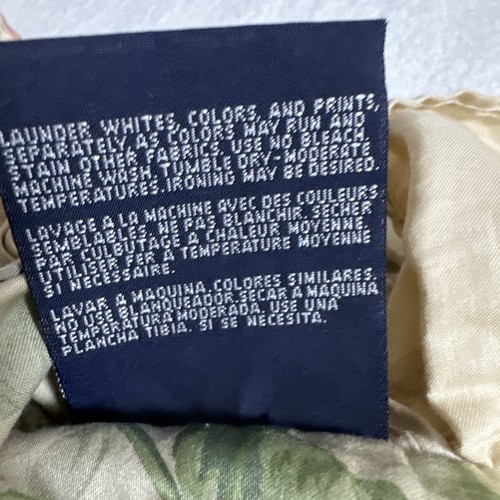 LAUNDER, WHITES, COLORS, AND PRINTS,
SEPARATELY, AS COLORS MAY RUN AND
STAIN OTHER FABRICS. USE NO BLEACH.
MACHINE WASH, TUMBLE DRY-MODERATE
TEMPERATURES. IRONING MAY BE DESIRED.
LAVAGE A LA MACHINE AVEC DES COULEURS
SEMBLABLES. NE PAS BLANCHIR. SECHER
PAR CULBUTAGE A CHALEUR MOYENNE.
UTILISER FER A TEMPERATURE MOYENNE
SI NECESSAIRE.
LAVAR A MAQUINA.COLORES SIMILARES.
NO USE BLANQUEADOR.SECAR A MAQUINA
TEMPERATURA MODERADA. USE UNA
PLANCHA TIBIA. SI SE NECESITA.